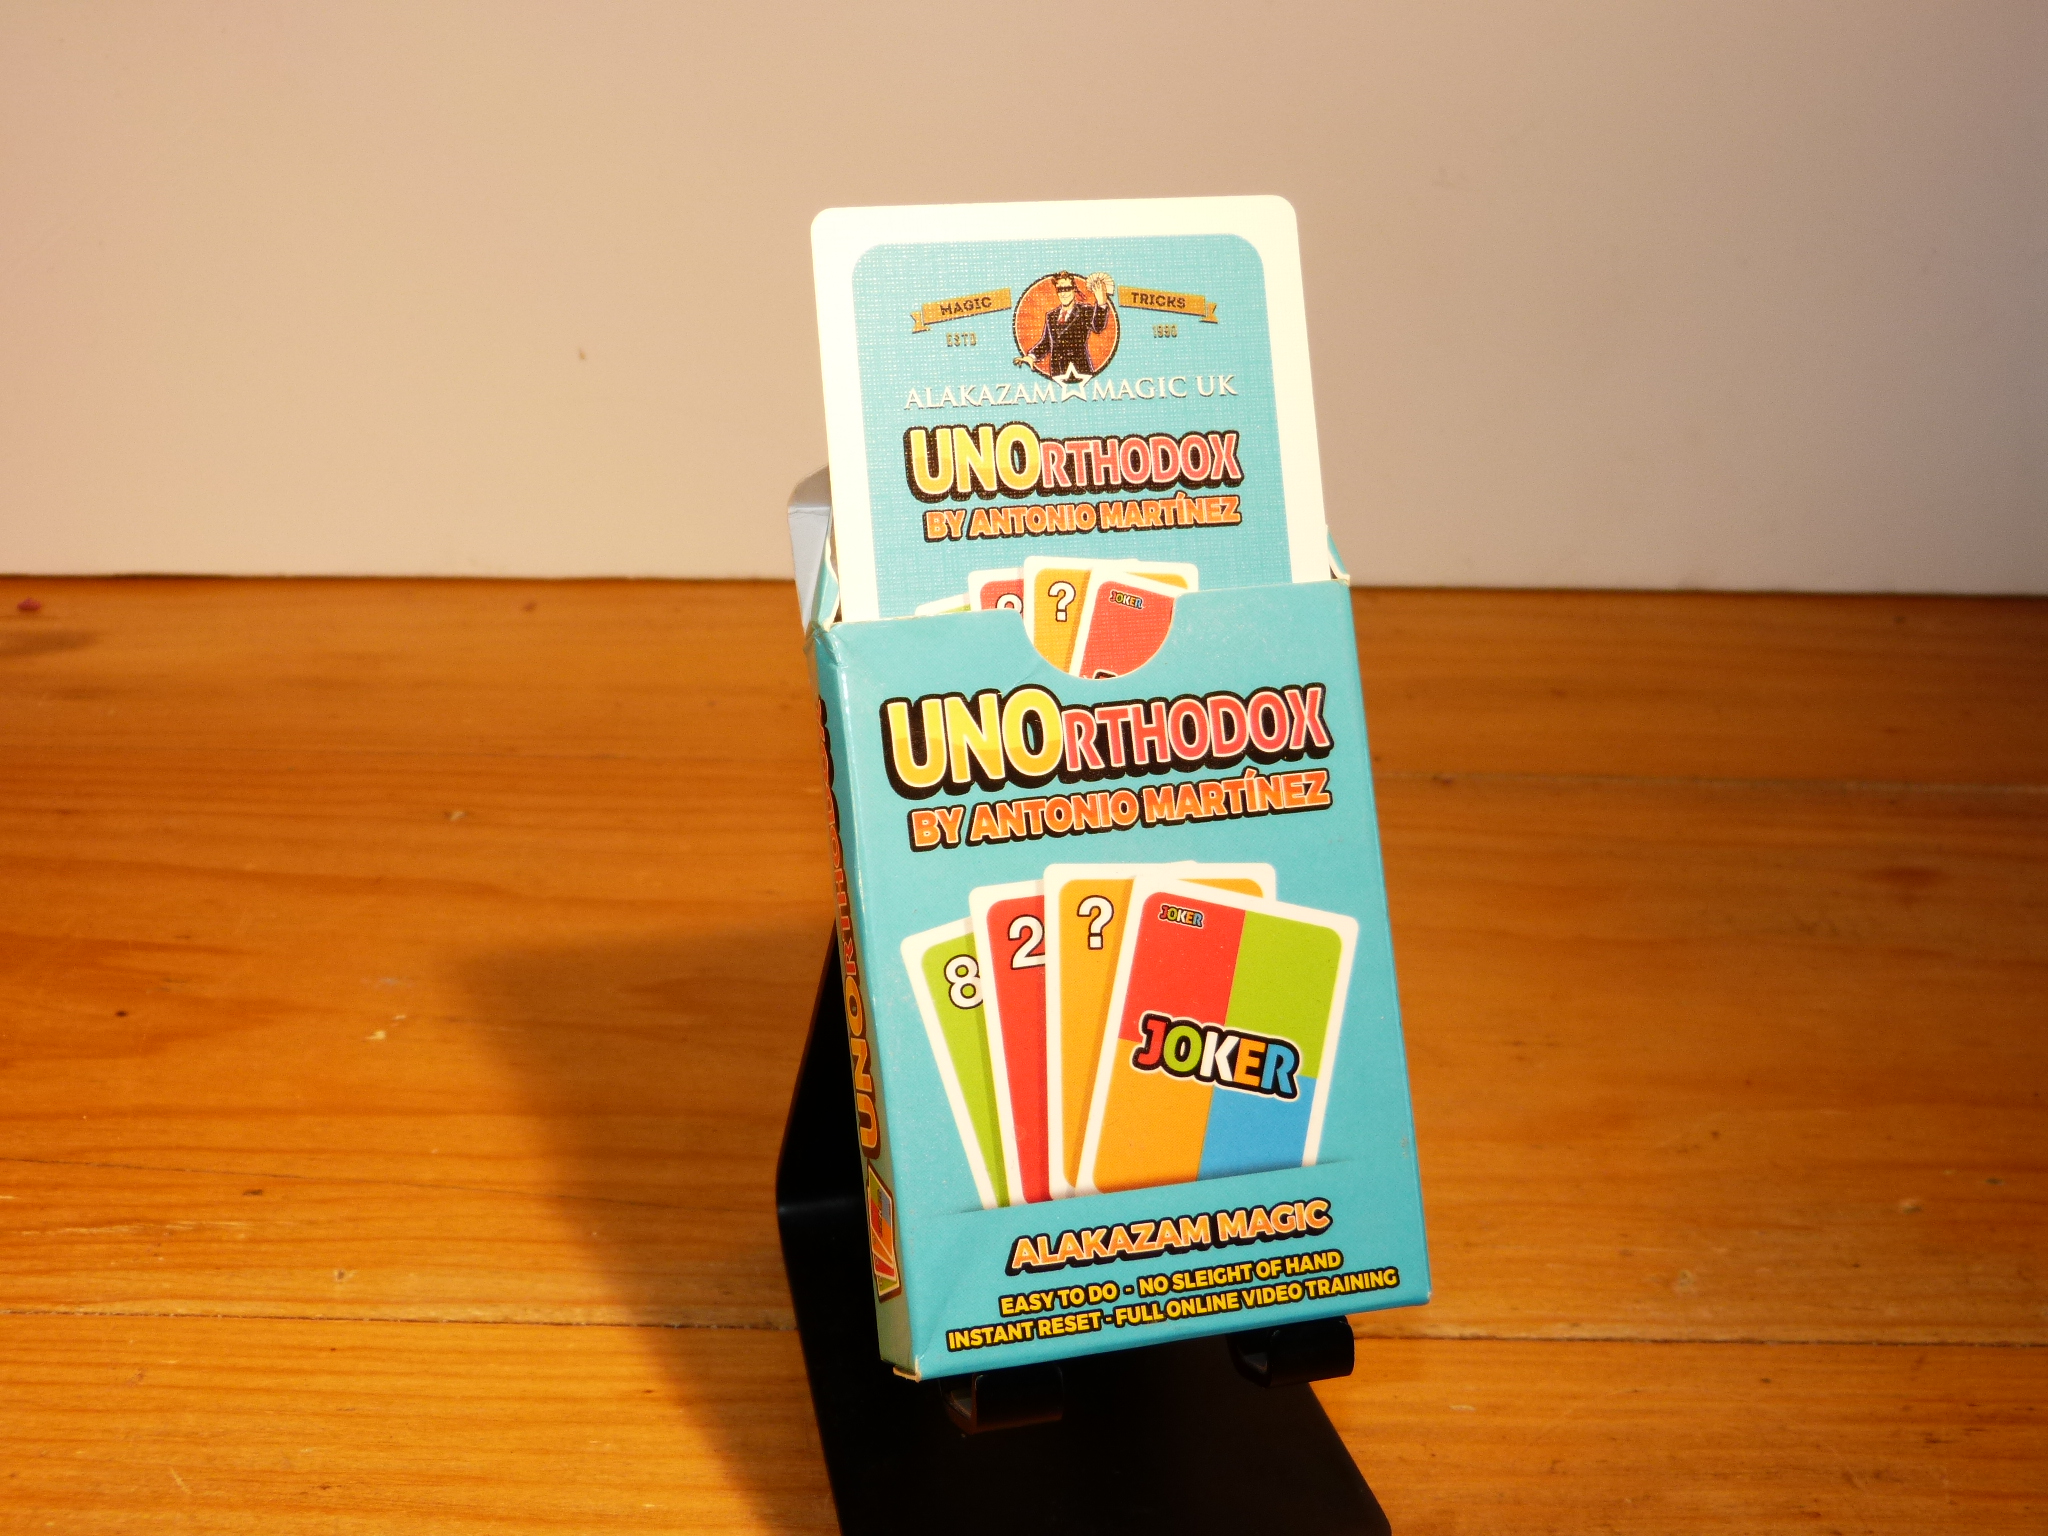 MAGIC TRICKS
ESTD 1990
ALAKAZAM MAGIC UK
UNORTHODOX
BY ANTONIO MARTÍNEZ
?
JOKER
UNORTHODOX
BY ANTONIO MARTÍNEZ
8
2
?
JOKER
JOKER
ALAKAZAM MAGIC
EASY TO DO - NO SLEIGHT OF HAND
INSTANT RESET - FULL ONLINE VIDEO TRAINING
UNORTHODOX